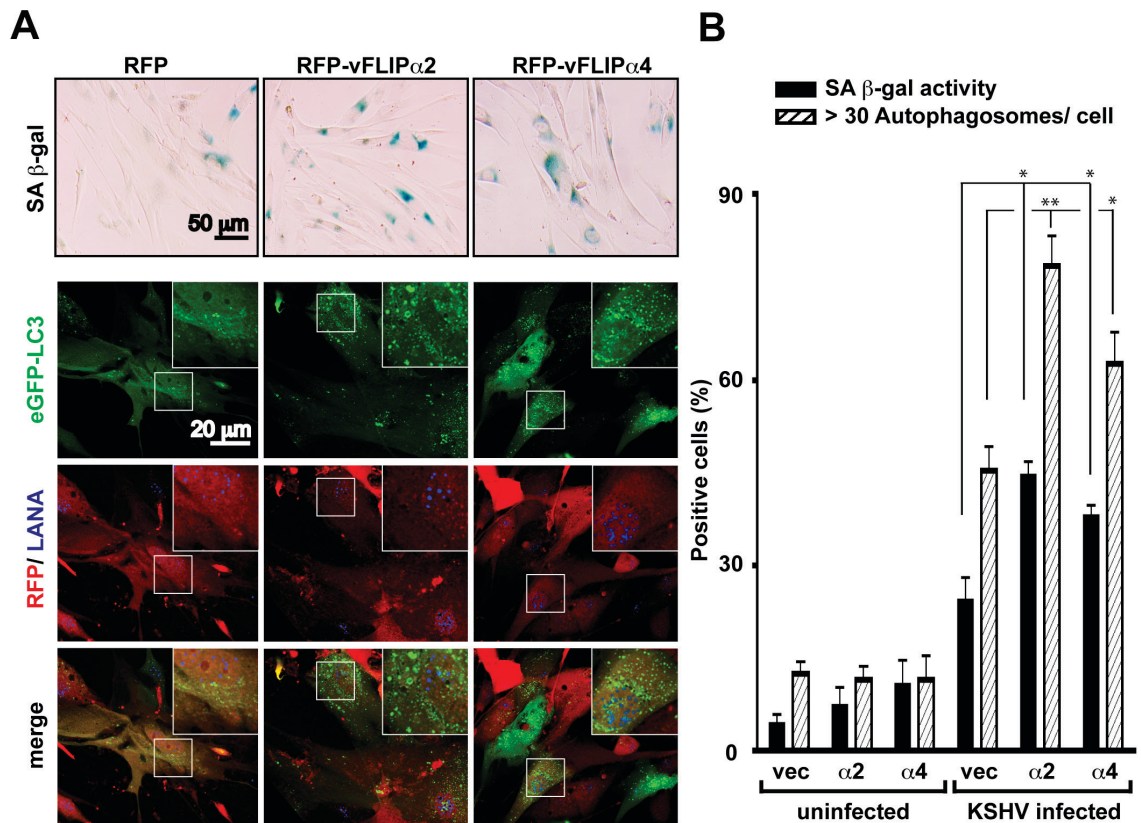 A
RFP
RFP-vFLIPα2
RFP-vFLIPα4
SA β-gal
50 µm
eGFP-LC3
20 µm
RFP/ LANA
merge
B
SA β-gal activity
> 30 Autophagosomes/ cell
* *
** *
Positive cells (%)
90
60
30
0
vec α2 α4 vec α2 α4
uninfected KSHV infected